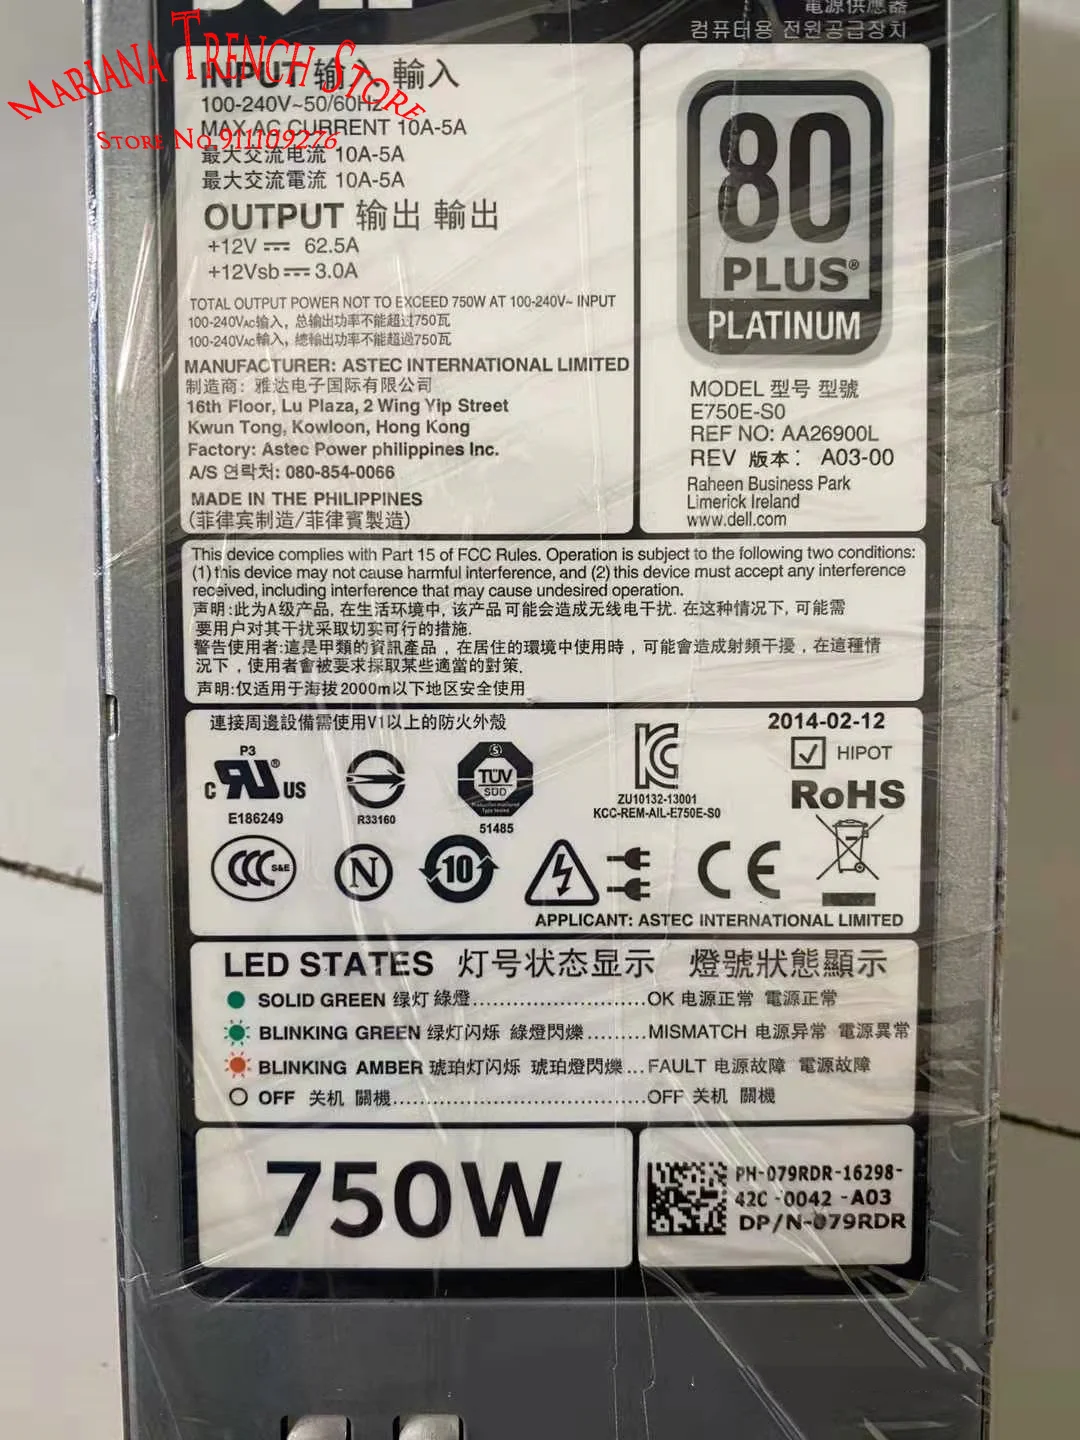 電源供應器
컴퓨터용 전원공급장치
MARIANA TRENCH STORE
STORE NO.911109276
INPUT 输入 輸入
100-240V~50/60Hz
MAX AC CURRENT 10A-5A
最大交流电流 10A-5A
最大交流電流 10A-5A
OUTPUT 输出 輸出
+12V ⎓ 62.5A
+12Vsb ⎓ 3.0A
TOTAL OUTPUT POWER NOT TO EXCEED 750W AT 100-240V~ INPUT
100-240VAC输入，总输出功率不能超过750瓦
100-240VAC輸入，總輸出功率不能超過750瓦
MANUFACTURER: ASTEC INTERNATIONAL LIMITED
制造商: 雅达电子国际有限公司
16th Floor, Lu Plaza, 2 Wing Yip Street
Kwun Tong, Kowloon, Hong Kong
Factory: Astec Power philippines Inc.
A/S 연락처: 080-854-0066
MADE IN THE PHILIPPINES
(菲律宾制造/菲律賓製造)
80
PLUS®
PLATINUM
MODEL 型号 型號
E750E-S0
REF NO: AA26900L
REV 版本： A03-00
Raheen Business Park
Limerick Ireland
www.dell.com
This device complies with Part 15 of FCC Rules. Operation is subject to the following two conditions:
(1) this device may not cause harmful interference, and (2) this device must accept any interference
received, including interference that may cause undesired operation.
声明:此为A级产品, 在生活环境中, 该产品可能会造成无线电干扰. 在这种情况下, 可能需
要用户对其干扰采取切实可行的措施.
警告使用者:這是甲類的資訊產品，在居住的環境中使用時，可能會造成射頻干擾，在這種情
況下，使用者會被要求採取某些適當的對策.
声明:仅适用于海拔2000m以下地区安全使用
連接周邊設備需使用V1以上的防火外殼
2014-02-12
HIPOT
RoHS
P3
C RU® US
E186249
R33160
S
TÜV
SÜD
Production monitored
Type tested
51485
ZU10132-13001
KCC-REM-AIL-E750E-S0
CCC S&E
N
10
CE
APPLICANT: ASTEC INTERNATIONAL LIMITED
LED STATES 灯号状态显示 燈號狀態顯示
SOLID GREEN 绿灯 綠燈......................OK 电源正常 電源正常
BLINKING GREEN 绿灯闪烁 綠燈閃爍........MISMATCH 电源异常 電源異常
BLINKING AMBER 琥珀灯闪烁 琥珀燈閃爍...FAULT 电源故障 電源故障
OFF 关机 關機................................OFF 关机 關機
750W
PH-079RDR-16298-
42C-0042-A03
DP/N-079RDR